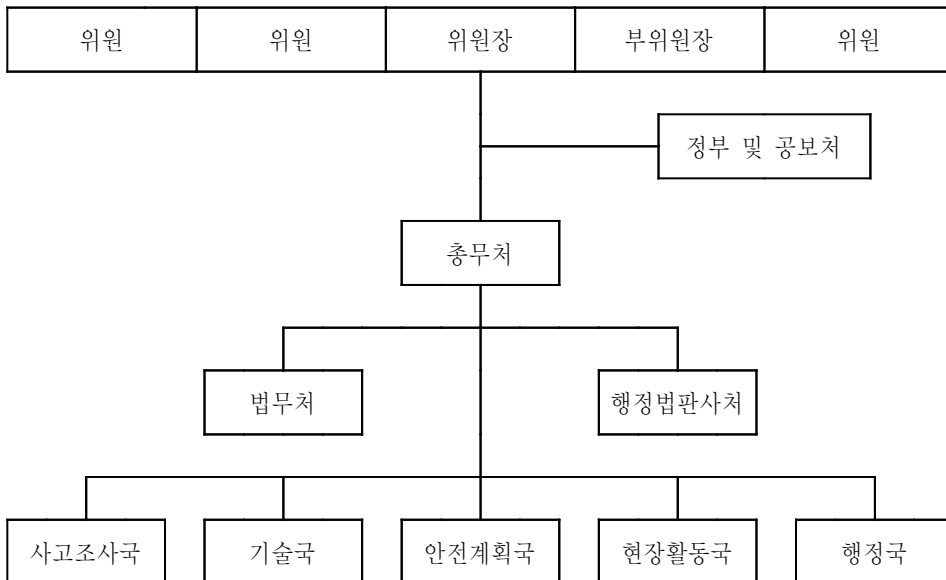 위원 위원 위원장 부위원장 위원
정부 및 공보처
총무처
법무처 행정법판사처
사고조사국 기술국 안전계획국 현장활동국 행정국